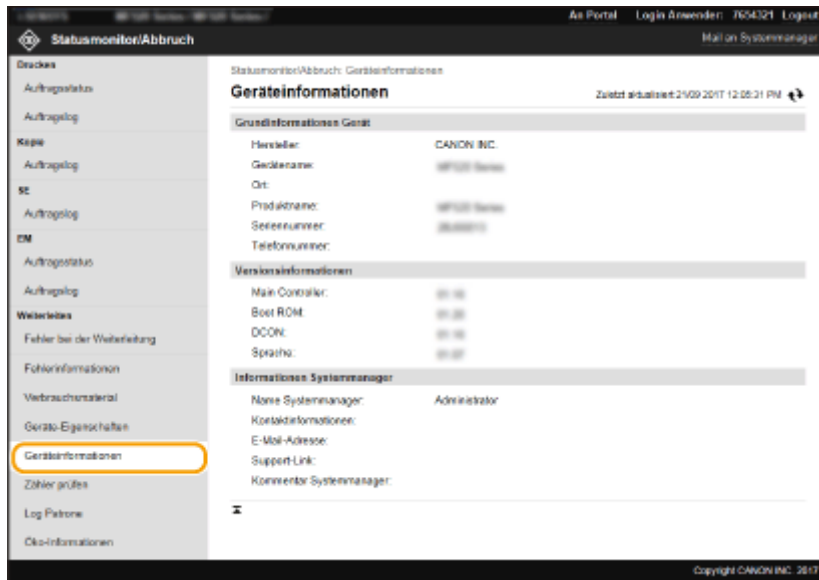 An Portal Login Anwender: 7654321 Logout
Statusmonitor/Abbruch
Mail an Systemmanager
Drucken
Auftragsstatus
Auftragslog
Kopie
Auftragslog
SE
Auftragslog
EM
Auftragsstatus
Auftragslog
Weiterleiten
Fehler bei der Weiterleitung
Fehlerinformationen
Verbrauchsmaterial
Geräte-Eigenschaften
Geräteinformationen
Zähler prüfen
Log Patrone
Öko-Informationen
Statusmonitor/Abbruch: Geräteinformationen
Geräteinformationen
Zuletzt aktualisiert: 21/09 2017 12:05:31 PM
Grundinformationen Gerät
Hersteller: CANON INC.
Gerätename:
Ort:
Produktname:
Seriennummer:
Telefonnummer:
Versionsinformationen
Main Controller:
Boot ROM:
DCON:
Sprache:
Informationen Systemmanager
Name Systemmanager: Administrator
Kontaktinformationen:
E-Mail-Adresse:
Support-Link:
Kommentar Systemmanager:
Copyright CANON INC. 2017